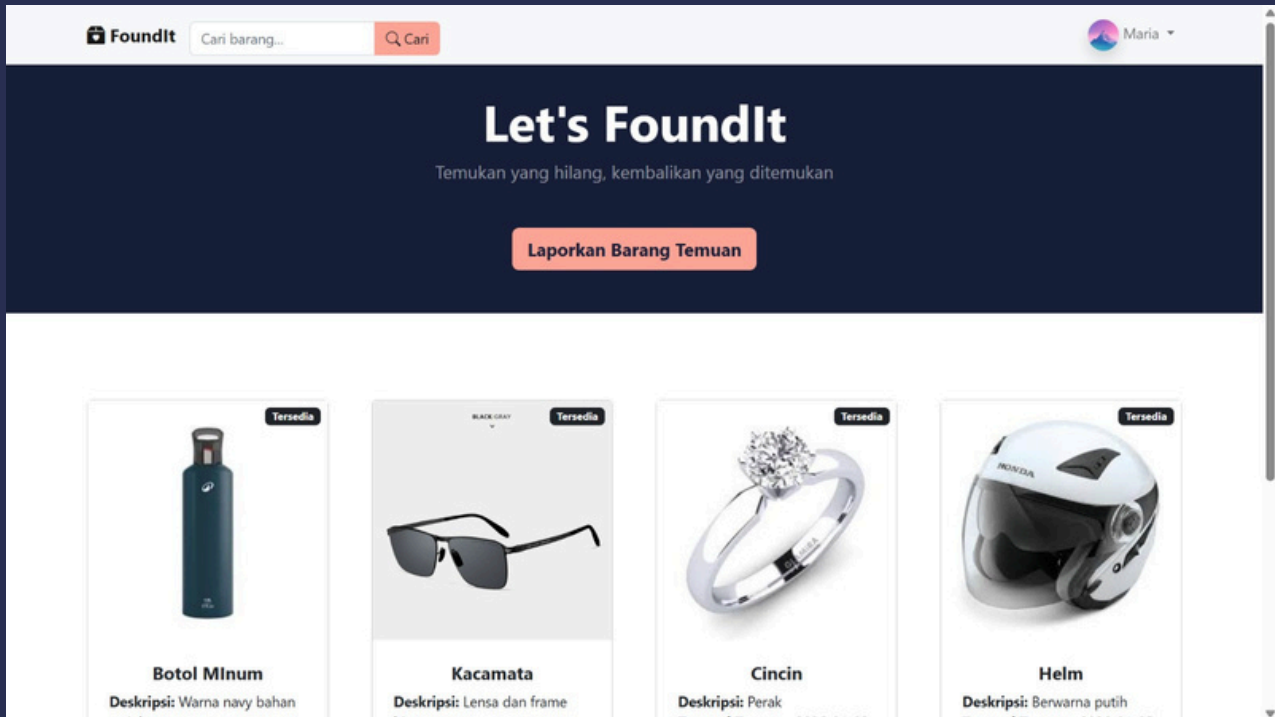 FoundIt
Cari barang...
Cari
Maria
Let's FoundIt
Temukan yang hilang, kembalikan yang ditemukan
Laporkan Barang Temuan
Tersedia
BLACK GRAY
Tersedia
Tersedia
HONDA
Tersedia
Botol MInum
Deskripsi: Warna navy bahan
Kacamata
Deskripsi: Lensa dan frame
Cincin
Deskripsi: Perak
Helm
Deskripsi: Berwarna putih